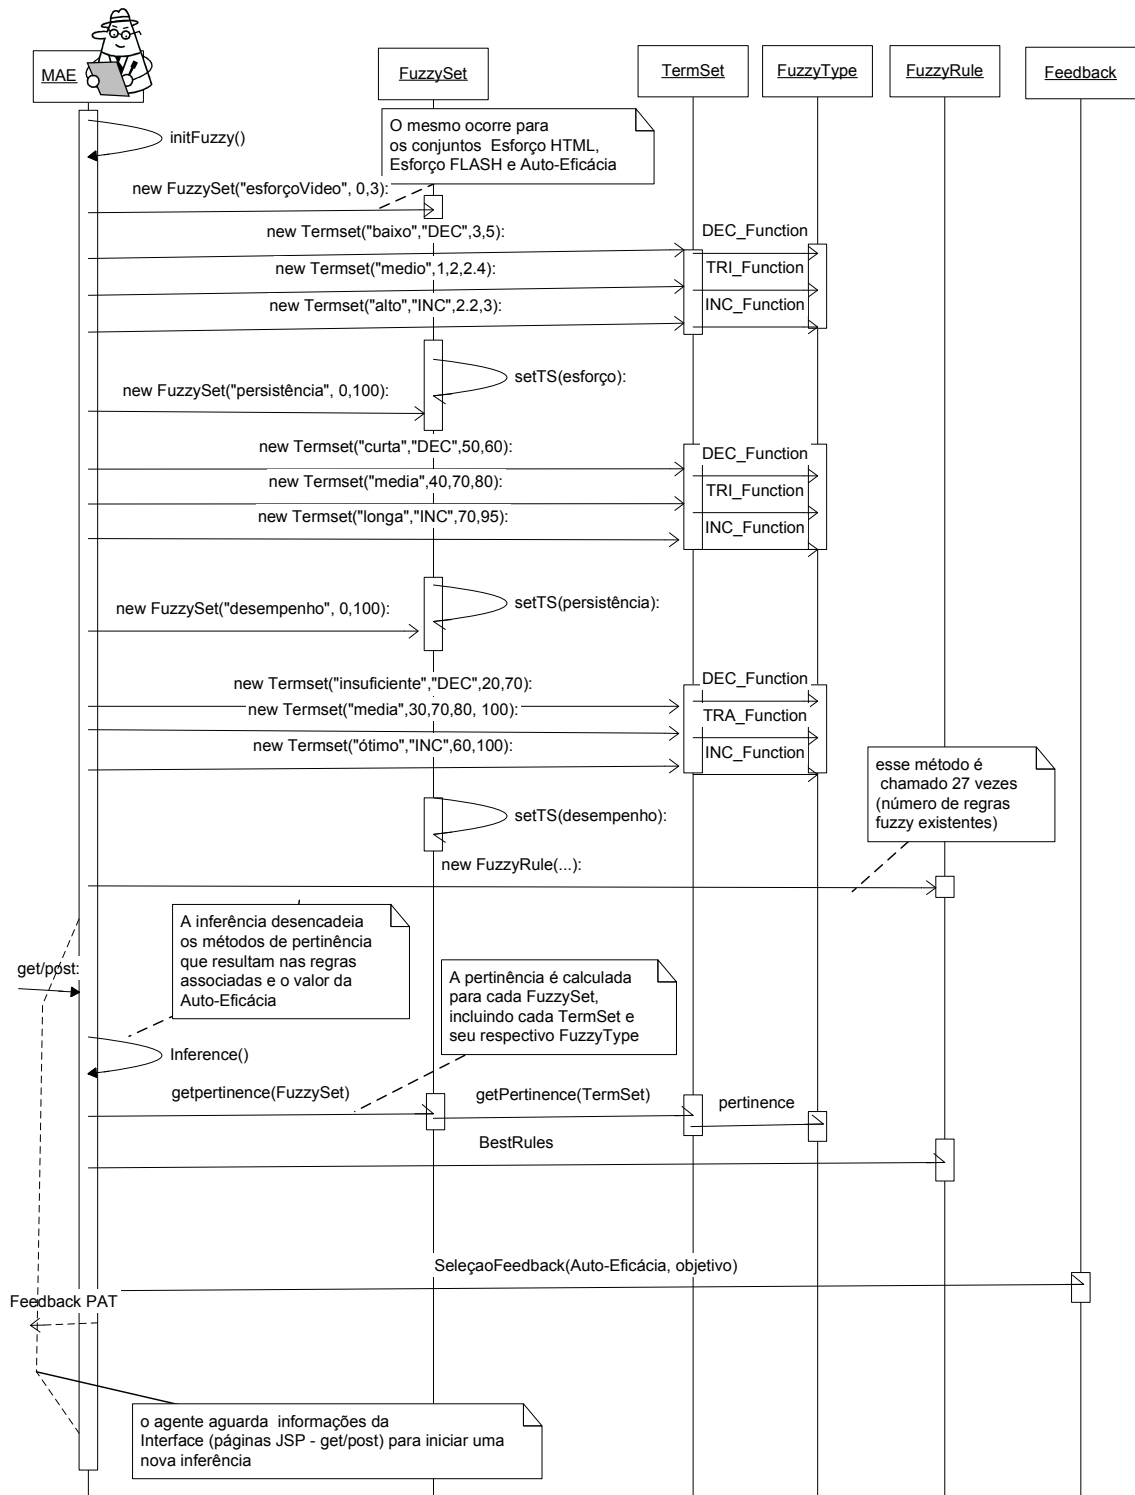 MAE
FuzzySet
TermSet
FuzzyType
FuzzyRule
Feedback
initFuzzy()
O mesmo ocorre para
os conjuntos Esforço HTML,
Esforço FLASH e Auto-Eficácia
new FuzzySet("esforçoVideo", 0,3):
new Termset("baixo","DEC",3,5):
DEC_Function
new Termset("medio",1,2,2.4):
TRI_Function
new Termset("alto","INC",2.2,3):
INC_Function
setTS(esforço):
new FuzzySet("persistência", 0,100):
new Termset("curta","DEC",50,60):
DEC_Function
new Termset("media",40,70,80):
TRI_Function
new Termset("longa","INC",70,95):
INC_Function
setTS(persistência):
new FuzzySet("desempenho", 0,100):
new Termset("insuficiente","DEC",20,70):
DEC_Function
new Termset("media",30,70,80, 100):
TRA_Function
new Termset("ótimo","INC",60,100):
INC_Function
esse método é
chamado 27 vezes
(número de regras
fuzzy existentes)
setTS(desempenho):
new FuzzyRule(...):
A inferência desencadeia
os métodos de pertinência
que resultam nas regras
associadas e o valor da
Auto-Eficácia
get/post:
A pertinência é calculada
para cada FuzzySet,
incluindo cada TermSet e
seu respectivo FuzzyType
Inference()
getpertinence(FuzzySet)
getPertinence(TermSet)
pertinence
BestRules
SeleçaoFeedback(Auto-Eficácia, objetivo)
Feedback PAT
o agente aguarda informações da
Interface (páginas JSP - get/post) para iniciar uma
nova inferência